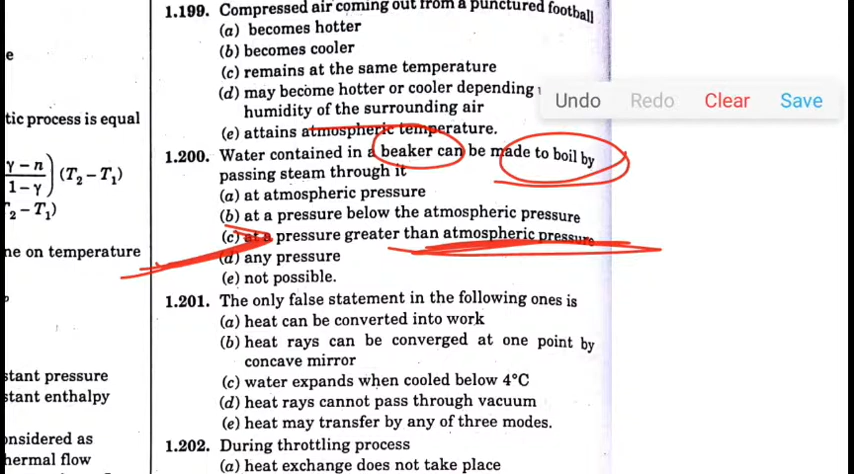 e
tic process is equal
γ – n
1 – γ
(T2 – T1)
2 – T1)
ne on temperature
stant pressure
stant enthalpy
onsidered as
hermal flow
1.199. Compressed air coming out from a punctured football
(a) becomes hotter
(b) becomes cooler
(c) remains at the same temperature
(d) may become hotter or cooler depending
humidity of the surrounding air
(e) attains atmospheric temperature.
1.200. Water contained in a beaker can be made to boil by
passing steam through it
(a) at atmospheric pressure
(b) at a pressure below the atmospheric pressure
(c) at a pressure greater than atmospheric pressure
(d) any pressure
(e) not possible.
1.201. The only false statement in the following ones is
(a) heat can be converted into work
(b) heat rays can be converged at one point by
concave mirror
(c) water expands when cooled below 4°C
(d) heat rays cannot pass through vacuum
(e) heat may transfer by any of three modes.
1.202. During throttling process
(a) heat exchange does not take place
Undo Redo Clear Save